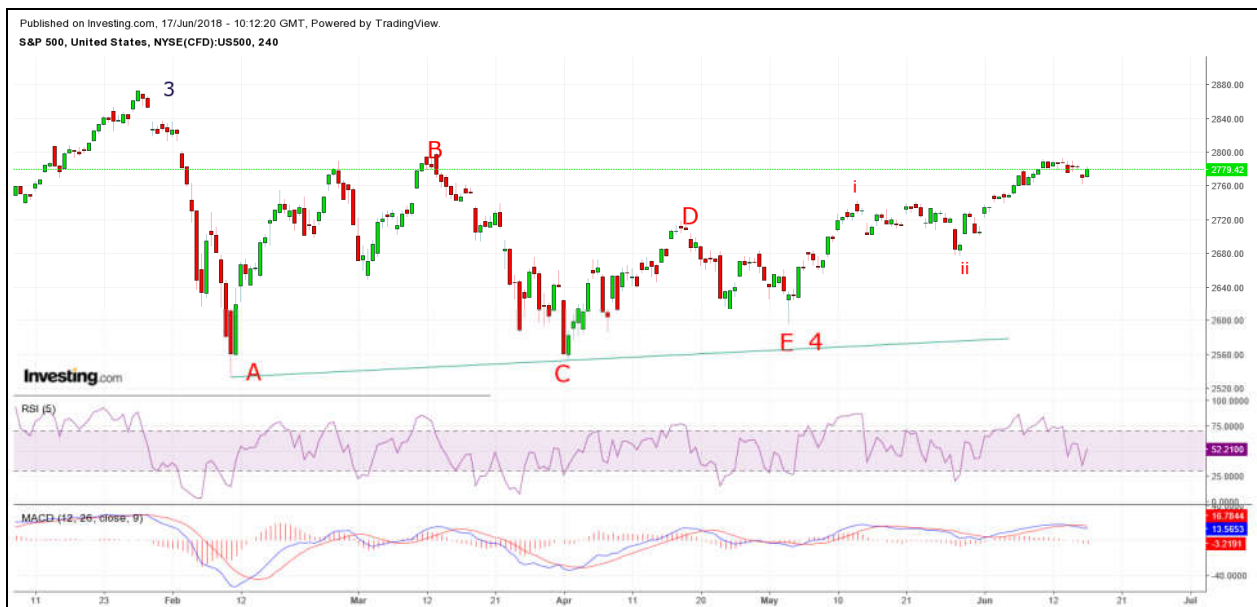 Published on Investing.com, 17/Jun/2018 - 10:12:20 GMT, Powered by TradingView.
S&P 500, United States, NYSE(CFD):US500, 240
3
2880.00
2840.00
B
2800.00
2779.42
i
2760.00
D
2720.00
2680.00
ii
2640.00
2600.00
E 4
A
C
2560.00
Investing.com
2520.00
RSI (5)
100.0000
75.0000
52.2100
25.0000
0.0000
MACD (12, 26, close, 9)
16.7844
13.5653
-3.2191
-40.0000
11 23 Feb 12 Mar 12 21 Apr 11 20 May 10 21 Jun 12 Jul